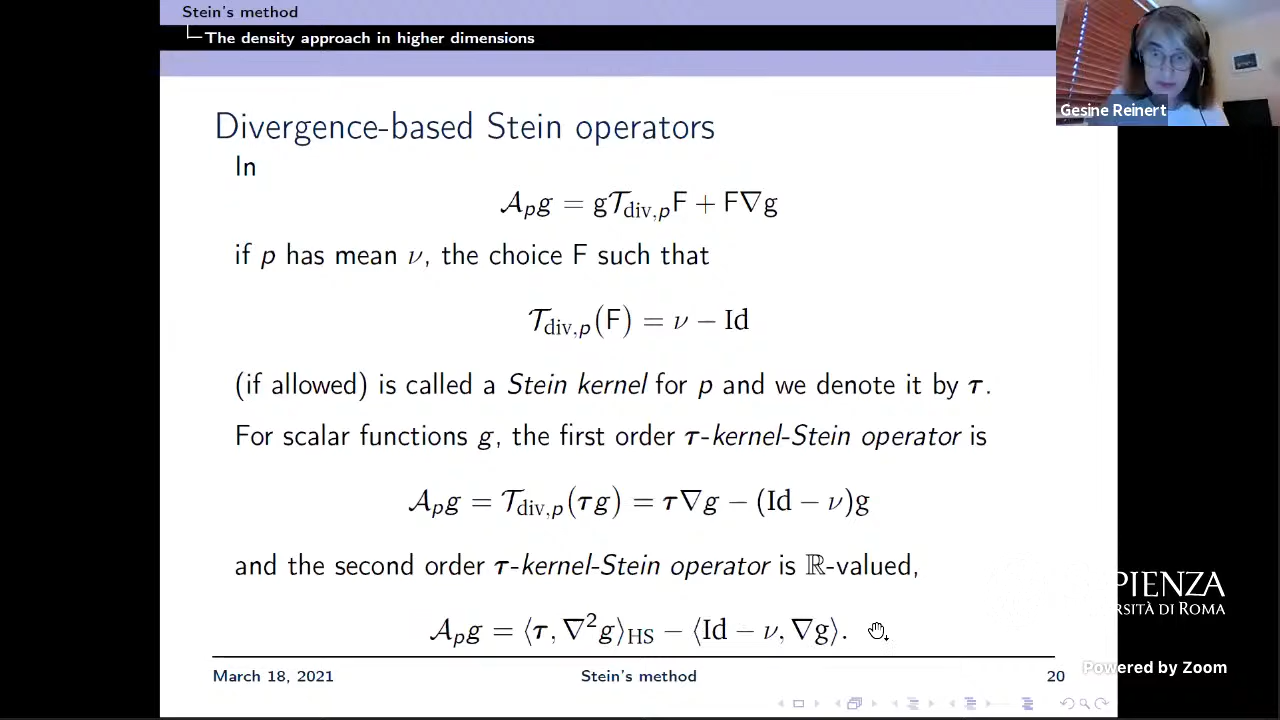 Stein's method
The density approach in higher dimensions
Gesine Reinert
Divergence-based Stein operators
In
𝒜ₚg = g𝒯_{div,p}F + F∇g
if p has mean ν, the choice F such that
𝒯_{div,p}(F) = ν − Id
(if allowed) is called a Stein kernel for p and we denote it by τ.
For scalar functions g, the first order τ-kernel-Stein operator is
𝒜ₚg = 𝒯_{div,p}(τg) = τ∇g − (Id − ν)g
and the second order τ-kernel-Stein operator is ℝ-valued,
𝒜ₚg = ⟨τ, ∇²g⟩_{HS} − ⟨Id − ν, ∇g⟩.
PIENZA
RSITÀ DI ROMA
Powered by Zoom
March 18, 2021 Stein's method 20